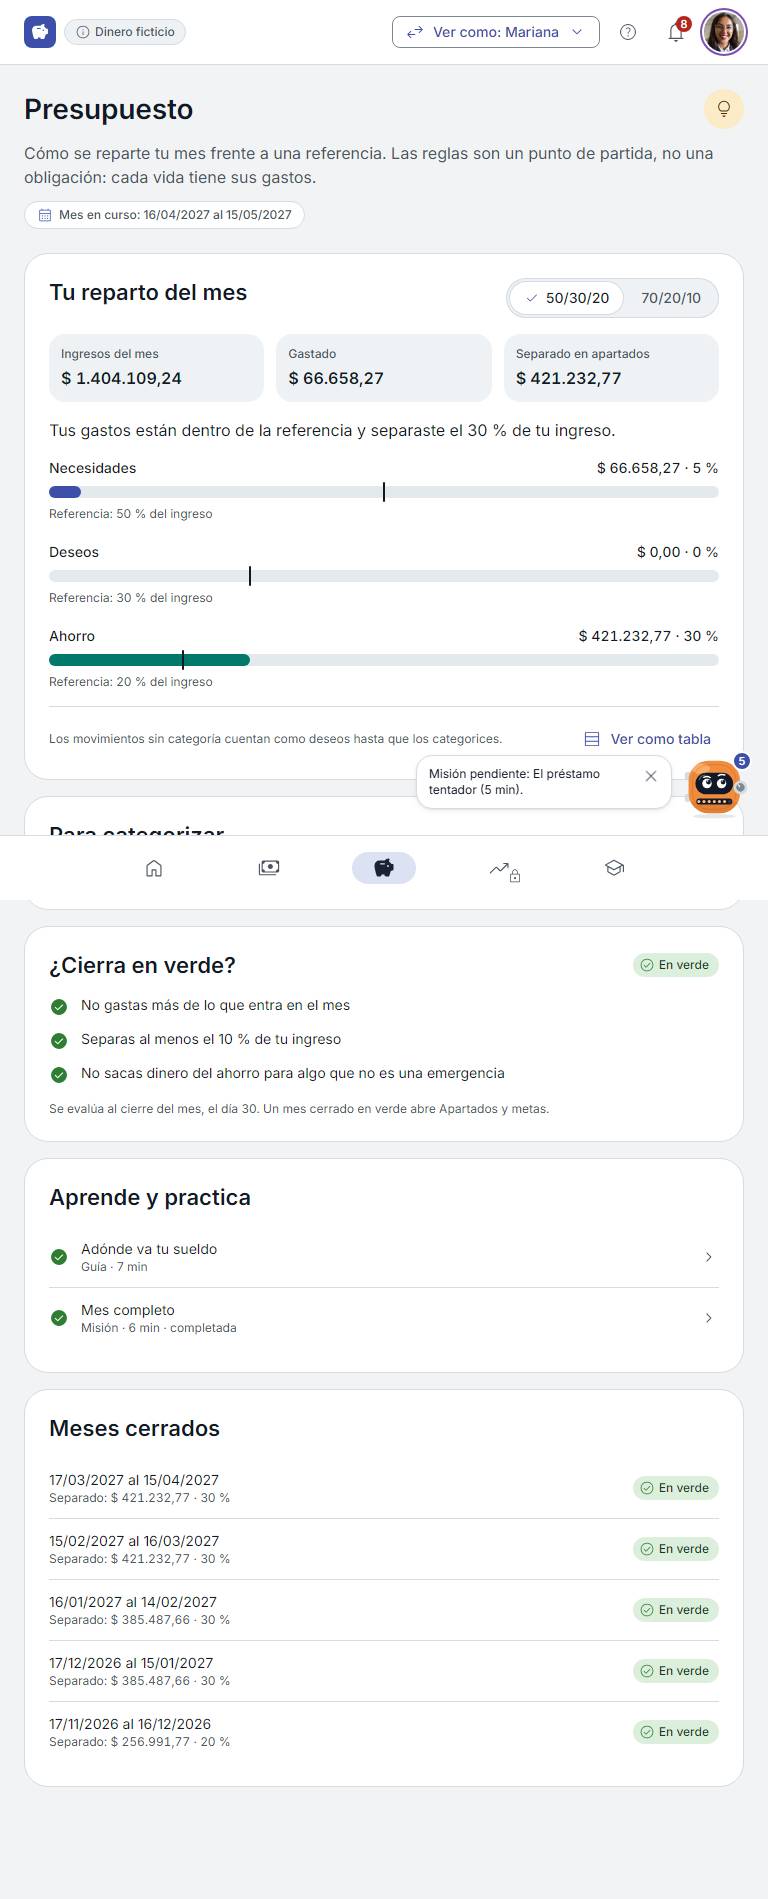 Dinero ficticio
Ver como: Mariana
8
Presupuesto
Cómo se reparte tu mes frente a una referencia. Las reglas son un punto de partida, no una
obligación: cada vida tiene sus gastos.
Mes en curso: 16/04/2027 al 15/05/2027
Tu reparto del mes
50/30/20
70/20/10
Ingresos del mes
$ 1.404.109,24
Gastado
$ 66.658,27
Separado en apartados
$ 421.232,77
Tus gastos están dentro de la referencia y separaste el 30 % de tu ingreso.
Necesidades
$ 66.658,27 · 5 %
Referencia: 50 % del ingreso
Deseos
$ 0,00 · 0 %
Referencia: 30 % del ingreso
Ahorro
$ 421.232,77 · 30 %
Referencia: 20 % del ingreso
Los movimientos sin categoría cuentan como deseos hasta que los categorices.
Ver como tabla
Misión pendiente: El préstamo
tentador (5 min).
5
Para categorizar
¿Cierra en verde?
En verde
No gastas más de lo que entra en el mes
Separas al menos el 10 % de tu ingreso
No sacas dinero del ahorro para algo que no es una emergencia
Se evalúa al cierre del mes, el día 30. Un mes cerrado en verde abre Apartados y metas.
Aprende y practica
Adónde va tu sueldo
Guía · 7 min
Mes completo
Misión · 6 min · completada
Meses cerrados
17/03/2027 al 15/04/2027
Separado: $ 421.232,77 · 30 %
En verde
15/02/2027 al 16/03/2027
Separado: $ 421.232,77 · 30 %
En verde
16/01/2027 al 14/02/2027
Separado: $ 385.487,66 · 30 %
En verde
17/12/2026 al 15/01/2027
Separado: $ 385.487,66 · 30 %
En verde
17/11/2026 al 16/12/2026
Separado: $ 256.991,77 · 20 %
En verde